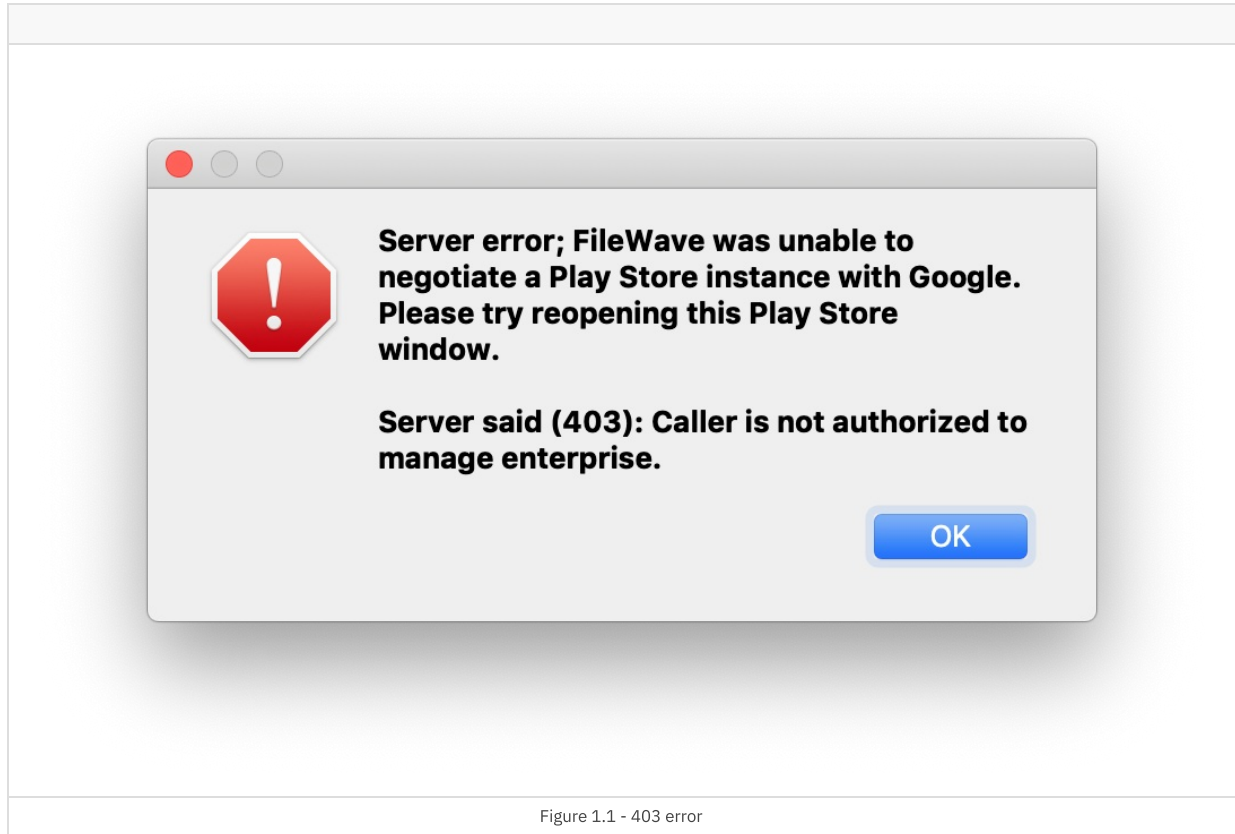 Server error; FileWave was unable to
negotiate a Play Store instance with Google.
Please try reopening this Play Store
window.
Server said (403): Caller is not authorized to
manage enterprise.
OK
Figure 1.1 - 403 error